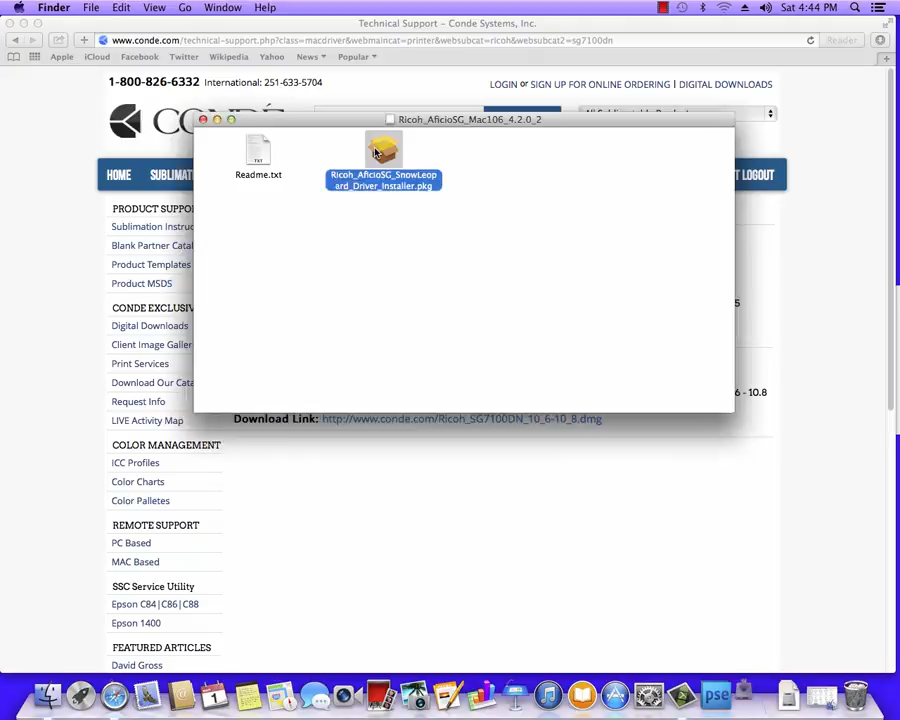 Finder File Edit View Go Window Help Sat 4:44 PM
Technical Support – Conde Systems, Inc.
www.conde.com/technical-support.php?class=macdriver&webmaincat=printer&websubcat=ricoh&websubcat2=sg7100dn Reader
Apple iCloud Facebook Twitter Wikipedia Yahoo News Popular
1-800-826-6332 International: 251-633-5704
LOGIN or SIGN UP FOR ONLINE ORDERING | DIGITAL DOWNLOADS
Ricoh_AficioSG_Mac106_4.2.0_2
TXT
Readme.txt
Ricoh_AficioSG_SnowLeop
ard_Driver_Installer.pkg
HOME SUBLIMAT
T LOGOUT
PRODUCT SUPPO
Sublimation Instruc
Blank Partner Catal
Product Templates
Product MSDS
CONDE EXCLUSIV
Digital Downloads
Client Image Galler
Print Services
Download Our Cata
Request Info
LIVE Activity Map
5
6 - 10.8
Download Link: http://www.conde.com/Ricoh_SG7100DN_10_6-10_8.dmg
COLOR MANAGEMENT
ICC Profiles
Color Charts
Color Palletes
REMOTE SUPPORT
PC Based
MAC Based
SSC Service Utility
Epson C84|C86|C88
Epson 1400
FEATURED ARTICLES
David Gross
1
pse